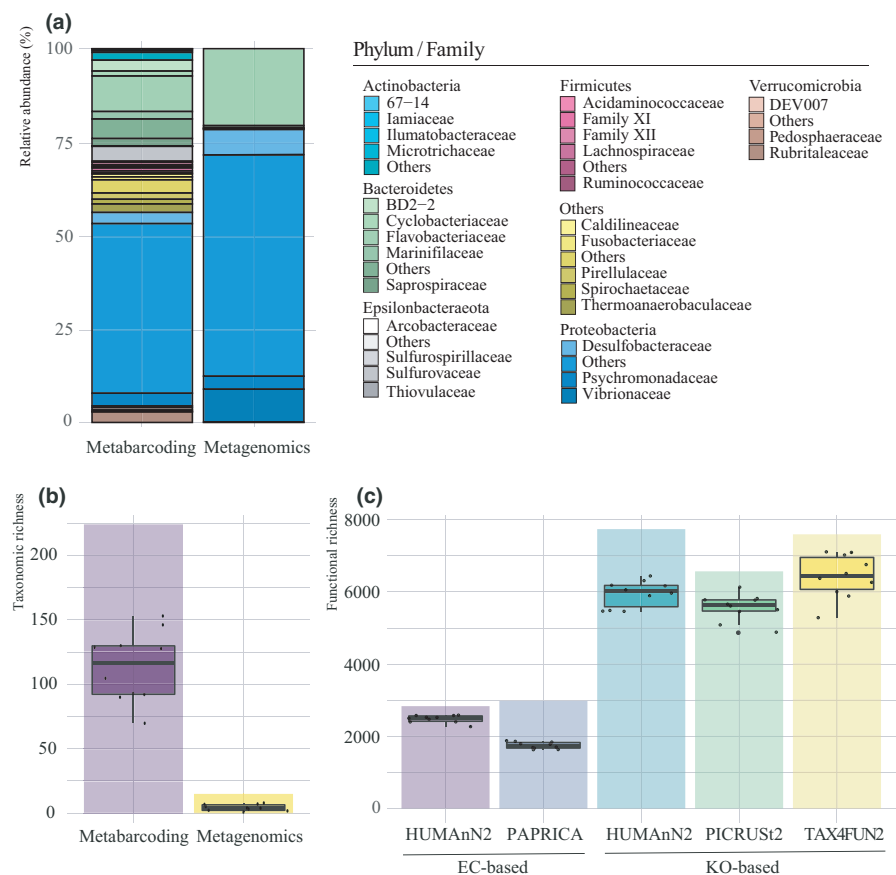 (a)
Relative abundance (%)
100
75
50
25
0
Metabarcoding
Metagenomics
Phylum / Family
Actinobacteria
67−14
Iamiaceae
Ilumatobacteraceae
Microtrichaceae
Others
Bacteroidetes
BD2−2
Cyclobacteriaceae
Flavobacteriaceae
Marinifilaceae
Others
Saprospiraceae
Epsilonbacteraeota
Arcobacteraceae
Others
Sulfurospirillaceae
Sulfurovaceae
Thiovulaceae
Firmicutes
Acidaminococcaceae
Family XI
Family XII
Lachnospiraceae
Others
Ruminococcaceae
Others
Caldilineaceae
Fusobacteriaceae
Others
Pirellulaceae
Spirochaetaceae
Thermoanaerobaculaceae
Proteobacteria
Desulfobacteraceae
Others
Psychromonadaceae
Vibrionaceae
Verrucomicrobia
DEV007
Others
Pedosphaeraceae
Rubritaleaceae
(b)
Taxonomic richness
200
150
100
50
0
Metabarcoding
Metagenomics
(c)
Functional richness
8000
6000
4000
2000
0
HUMAnN2
PAPRICA
HUMAnN2
PICRUSt2
TAX4FUN2
EC-based
KO-based